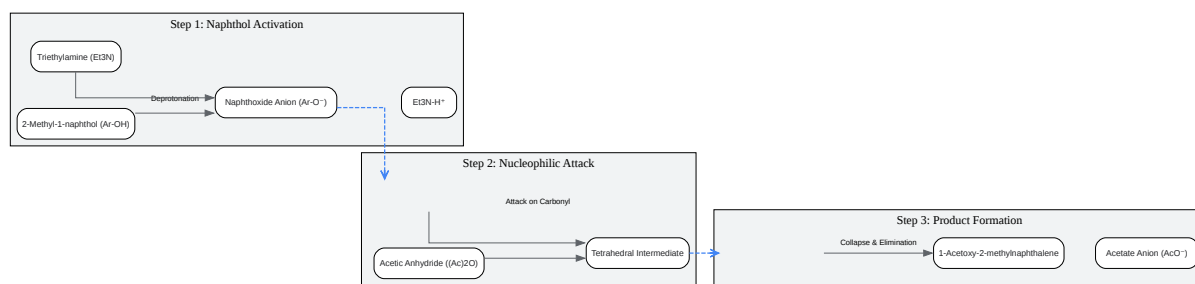 Step 1: Naphthol Activation
Triethylamine (Et3N)
Deprotonation
Naphthoxide Anion (Ar-O⁻)
Et3N-H⁺
2-Methyl-1-naphthol (Ar-OH)
Step 2: Nucleophilic Attack
Attack on Carbonyl
Acetic Anhydride ((Ac)2O)
Tetrahedral Intermediate
Step 3: Product Formation
Collapse & Elimination
1-Acetoxy-2-methylnaphthalene
Acetate Anion (AcO⁻)